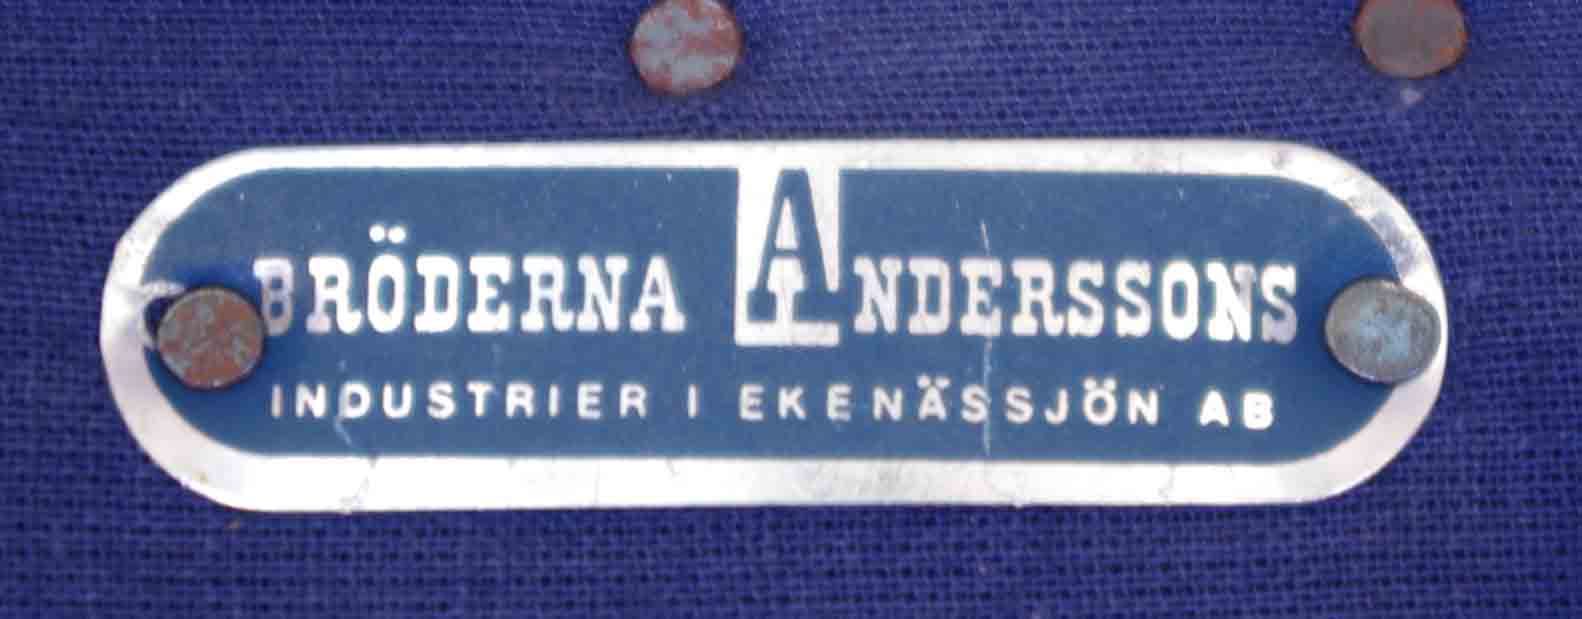 BRÖDERNA ANDERSSONS
INDUSTRIER I EKENÄSSJÖN AB